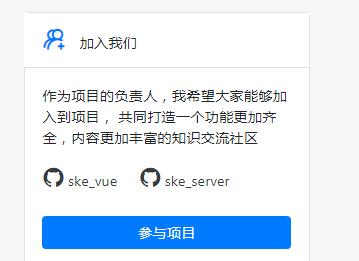 加入我们
作为项目的负责人，我希望大家能够加
入到项目， 共同打造一个功能更加齐
全，内容更加丰富的知识交流社区
ske_vue ske_server
参与项目